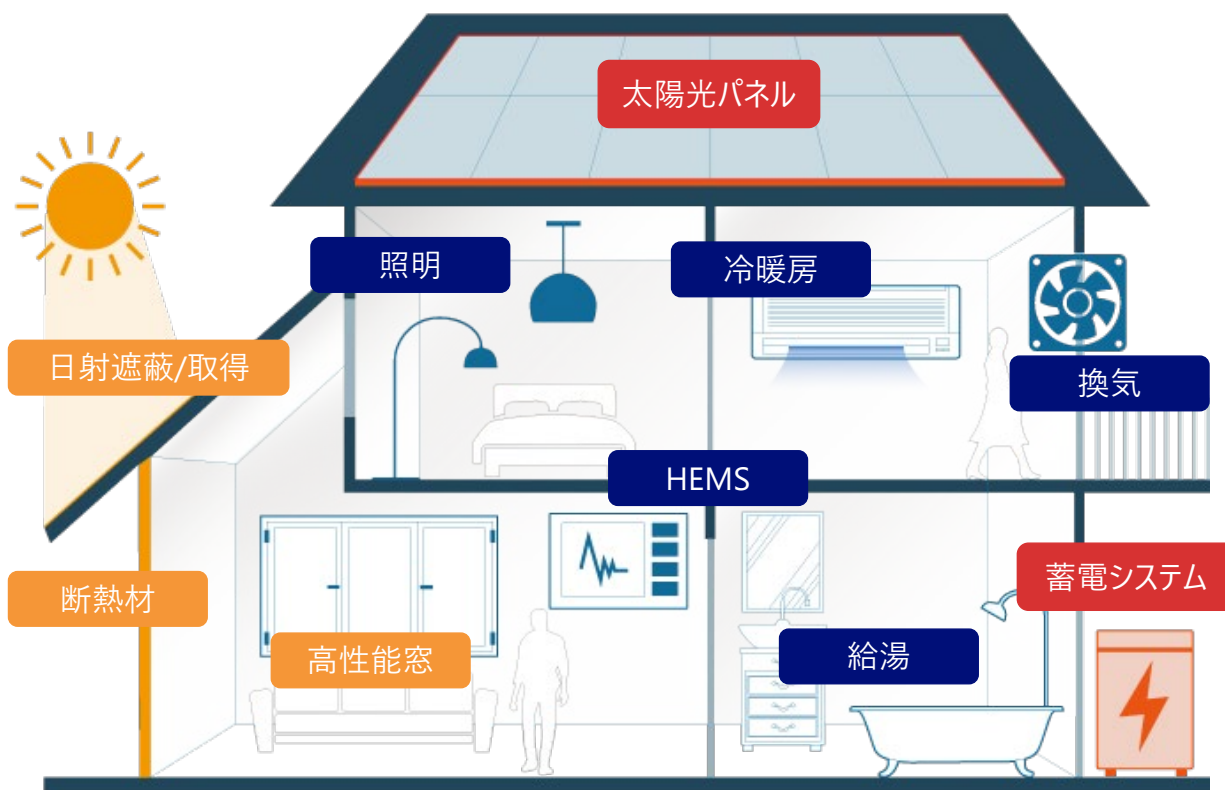 太陽光パネル
照明
冷暖房
日射遮蔽/取得
換気
HEMS
断熱材
蓄電システム
高性能窓
給湯